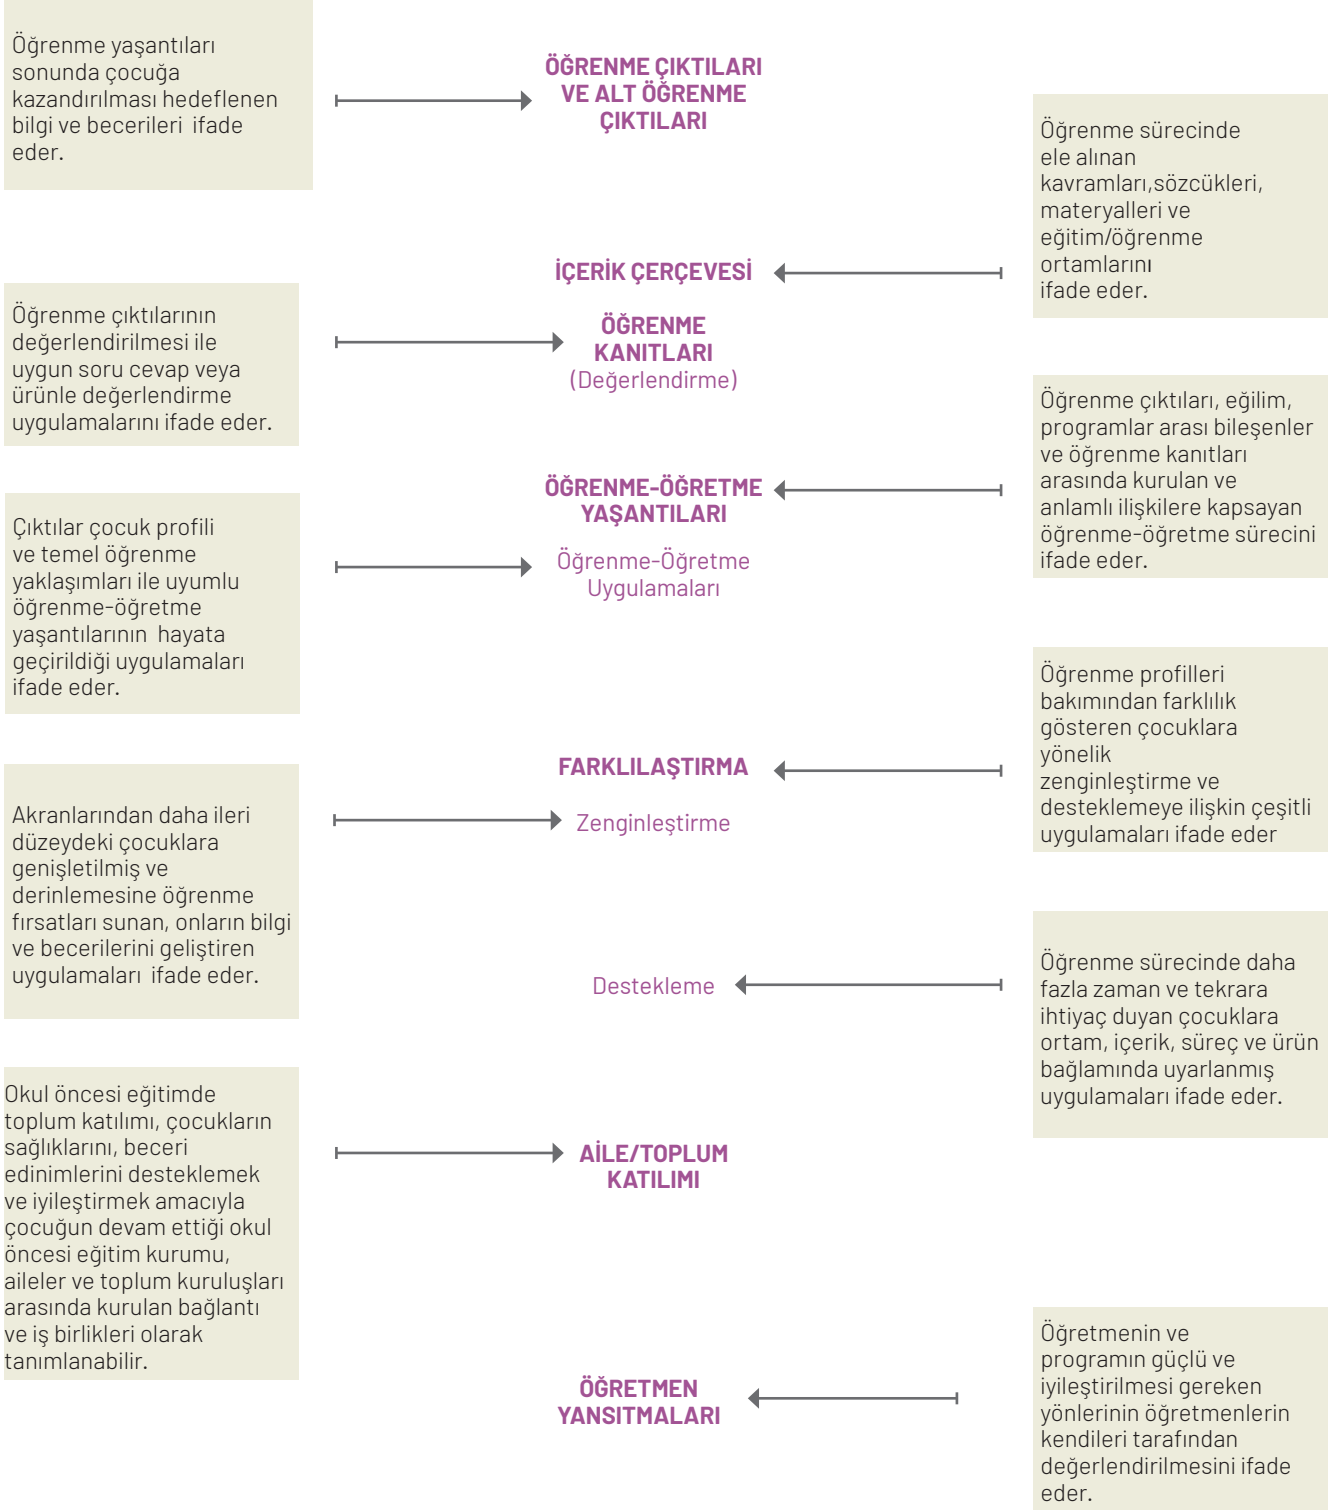 Öğrenme yaşantıları
sonunda çocuğa
kazandırılması hedeflenen
bilgi ve becerileri ifade
eder.
ÖĞRENME ÇIKTILARI
VE ALT ÖĞRENME
ÇIKTILARI
Öğrenme sürecinde
ele alınan
kavramları,sözcükleri,
materyalleri ve
eğitim/öğrenme
ortamlarını
ifade eder.
İÇERİK ÇERÇEVESİ
Öğrenme çıktılarının
değerlendirilmesi ile
uygun soru cevap veya
ürünle değerlendirme
uygulamalarını ifade eder.
ÖĞRENME
KANITLARI
(Değerlendirme)
Öğrenme çıktıları, eğilim,
programlar arası bileşenler
ve öğrenme kanıtları
arasında kurulan ve
anlamlı ilişkilere kapsayan
öğrenme-öğretme sürecini
ifade eder.
ÖĞRENME-ÖĞRETME
YAŞANTILARI
Çıktılar çocuk profili
ve temel öğrenme
yaklaşımları ile uyumlu
öğrenme-öğretme
yaşantılarının hayata
geçirildiği uygulamaları
ifade eder.
Öğrenme-Öğretme
Uygulamaları
Öğrenme profilleri
bakımından farklılık
gösteren çocuklara
yönelik
zenginleştirme ve
desteklemeye ilişkin çeşitli
uygulamaları ifade eder
FARKLILAŞTIRMA
Akranlarından daha ileri
düzeydeki çocuklara
genişletilmiş ve
derinlemesine öğrenme
fırsatları sunan, onların bilgi
ve becerilerini geliştiren
uygulamaları ifade eder.
Zenginleştirme
Öğrenme sürecinde daha
fazla zaman ve tekrara
ihtiyaç duyan çocuklara
ortam, içerik, süreç ve ürün
bağlamında uyarlanmış
uygulamaları ifade eder.
Destekleme
Okul öncesi eğitimde
toplum katılımı, çocukların
sağlıklarını, beceri
edinimlerini desteklemek
ve iyileştirmek amacıyla
çocuğun devam ettiği okul
öncesi eğitim kurumu,
aileler ve toplum kuruluşları
arasında kurulan bağlantı
ve iş birlikleri olarak
tanımlanabilir.
AİLE/TOPLUM
KATILIMI
Öğretmenin ve
programın güçlü ve
iyileştirilmesi gereken
yönlerinin öğretmenlerin
kendileri tarafından
değerlendirilmesini ifade
eder.
ÖĞRETMEN
YANSITMALARI